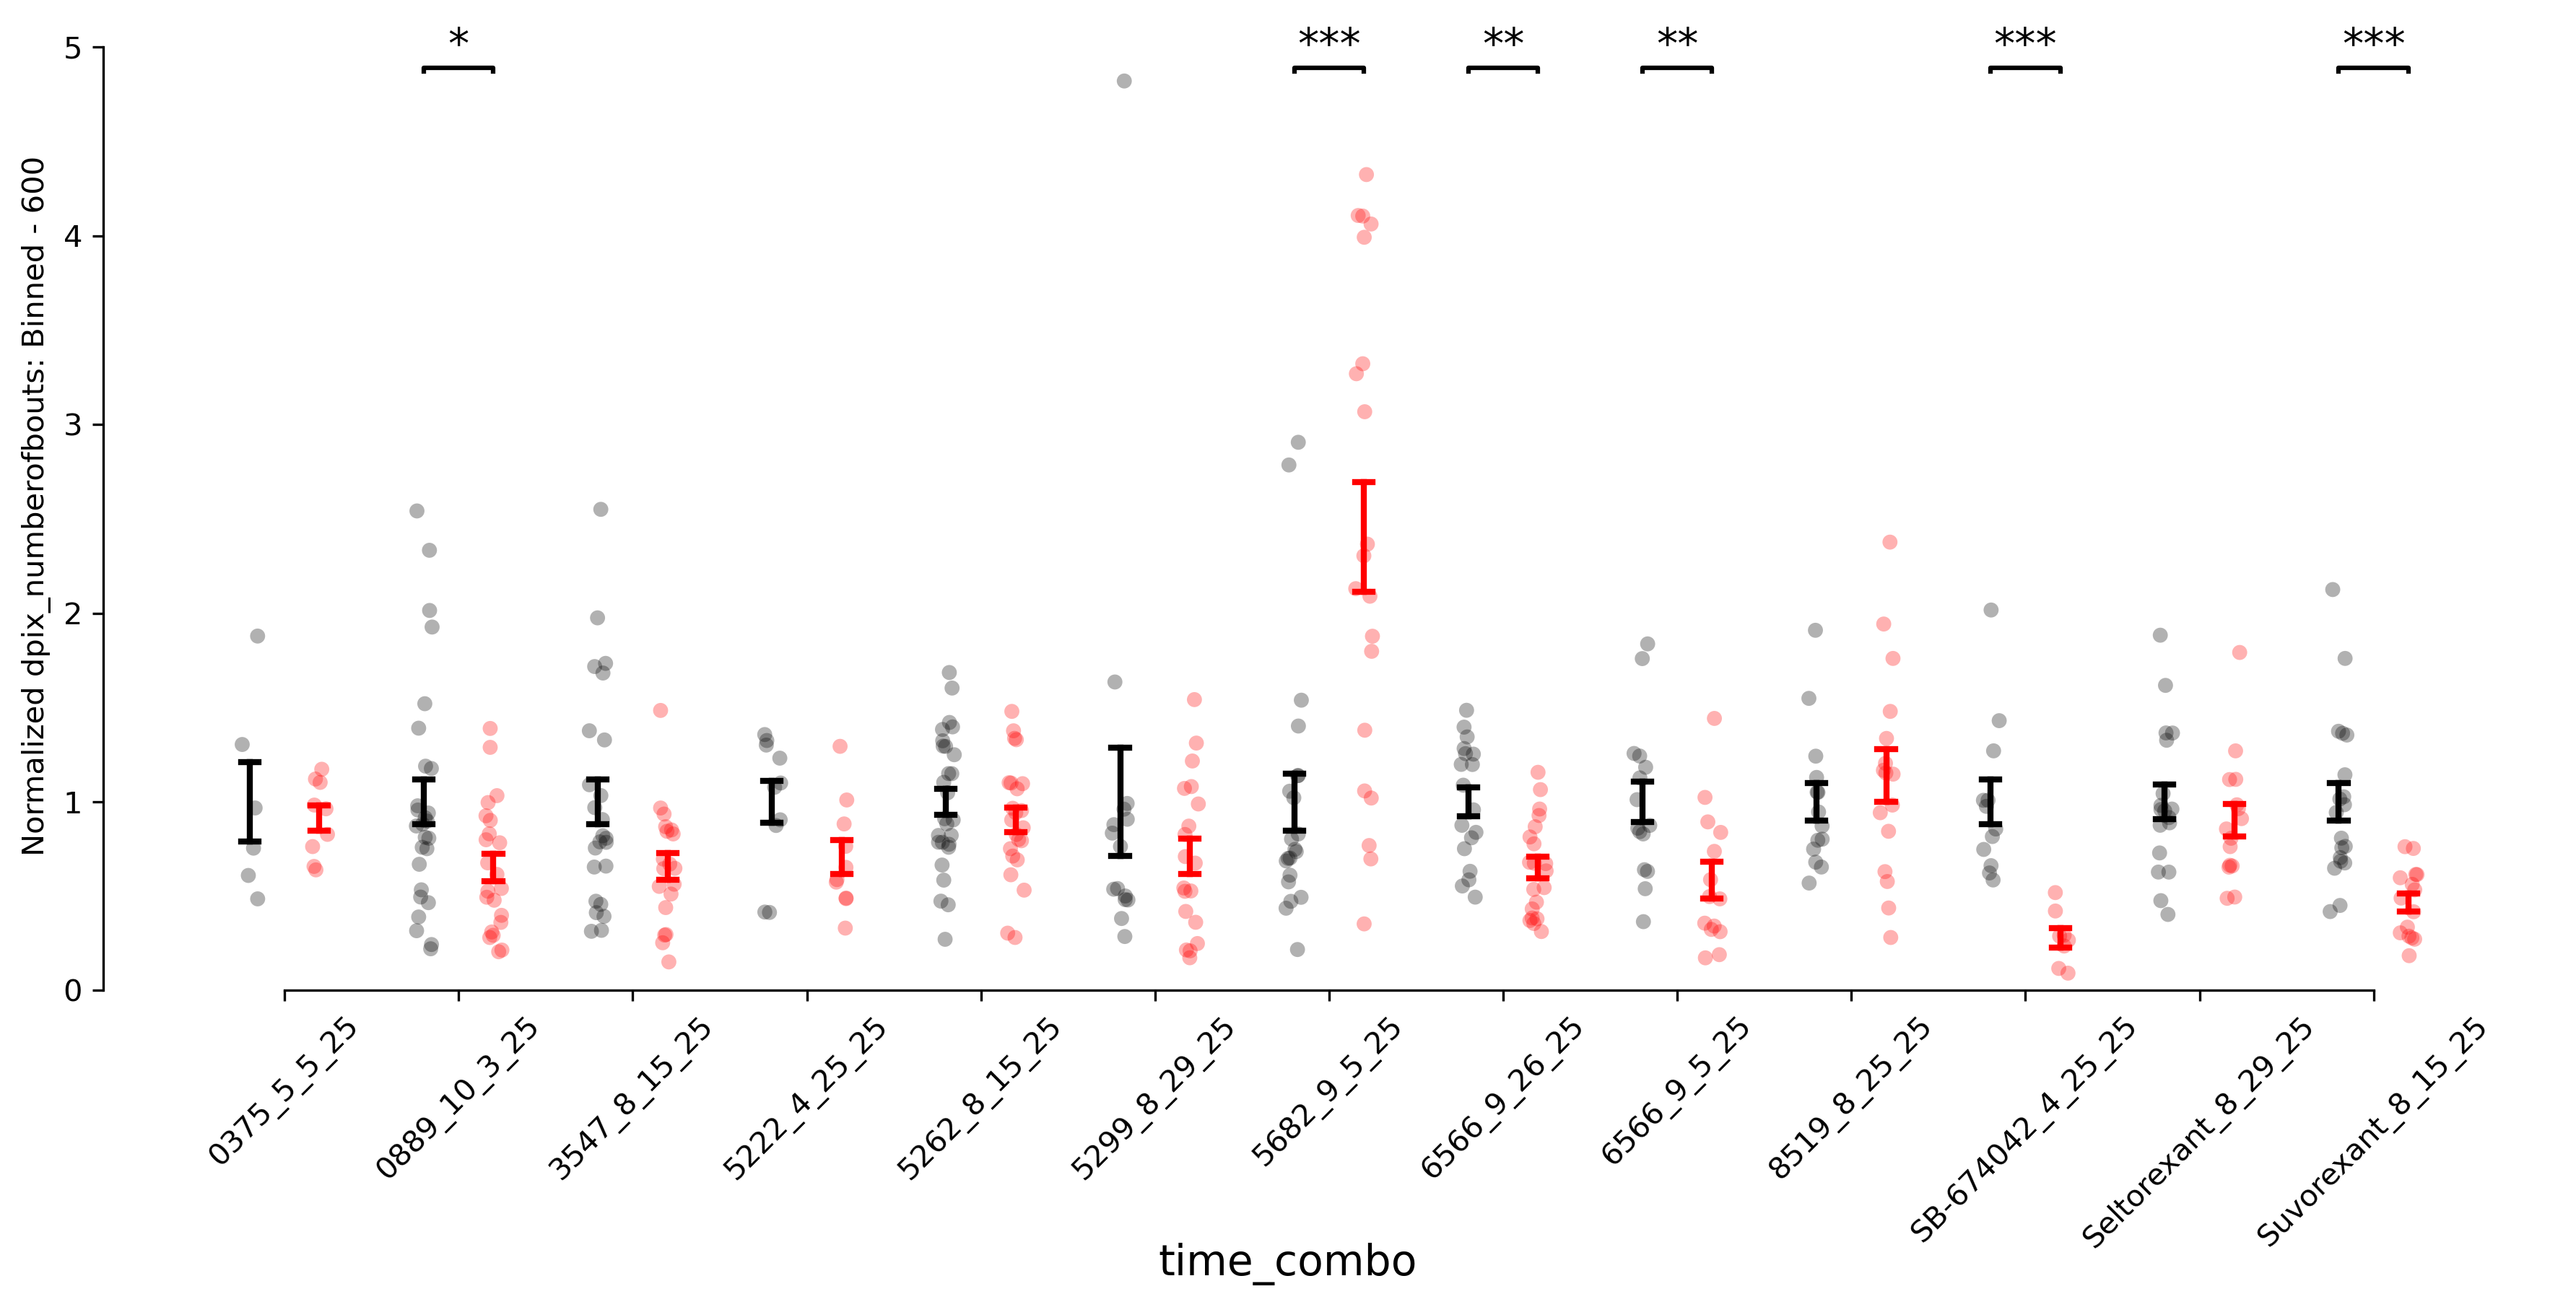 * *** ** ** *** ***
5
4
3
2
1
0
Normalized dpix_numberofbouts: Binned - 600
0375_5_5_25
0889_10_3_25
3547_8_15_25
5222_4_25_25
5262_8_15_25
5299_8_29_25
5682_9_5_25
6566_9_26_25
6566_9_5_25
8519_8_25_25
SB-674042_4_25_25
Seltorexant_8_29_25
Suvorexant_8_15_25
time_combo